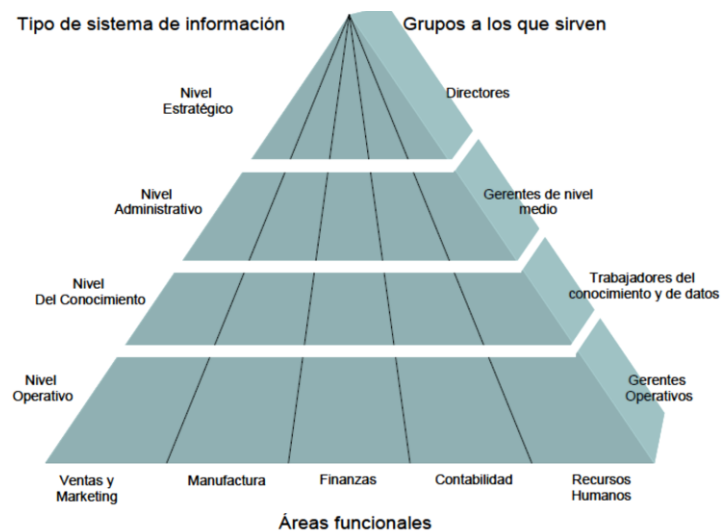 Tipo de sistema de información
Grupos a los que sirven
Nivel
Estratégico
Directores
Nivel
Administrativo
Gerentes de nivel
medio
Nivel
Del Conocimiento
Trabajadores del
conocimiento y de datos
Nivel
Operativo
Gerentes
Operativos
Ventas y
Marketing
Manufactura
Finanzas
Contabilidad
Recursos
Humanos
Áreas funcionales